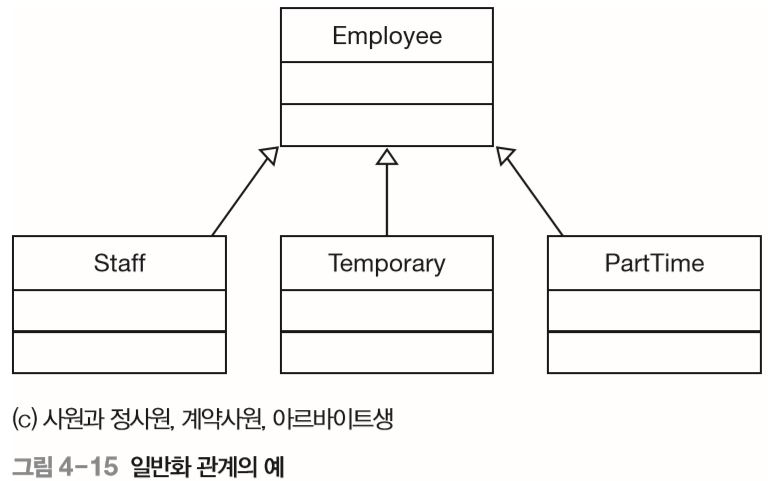 Employee
Staff
Temporary
PartTime
(c) 사원과 정사원, 계약사원, 아르바이트생
그림 4-15 일반화 관계의 예